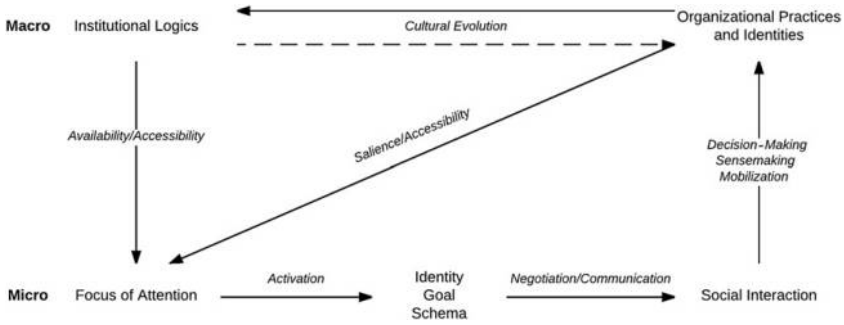 Macro
Institutional Logics
Cultural Evolution
Organizational Practices
and Identities
Availability/Accessibility
Salience/Accessibility
Decision-Making
Sensemaking
Mobilization
Micro
Focus of Attention
Activation
Identity
Goal
Schema
Negotiation/Communication
Social Interaction